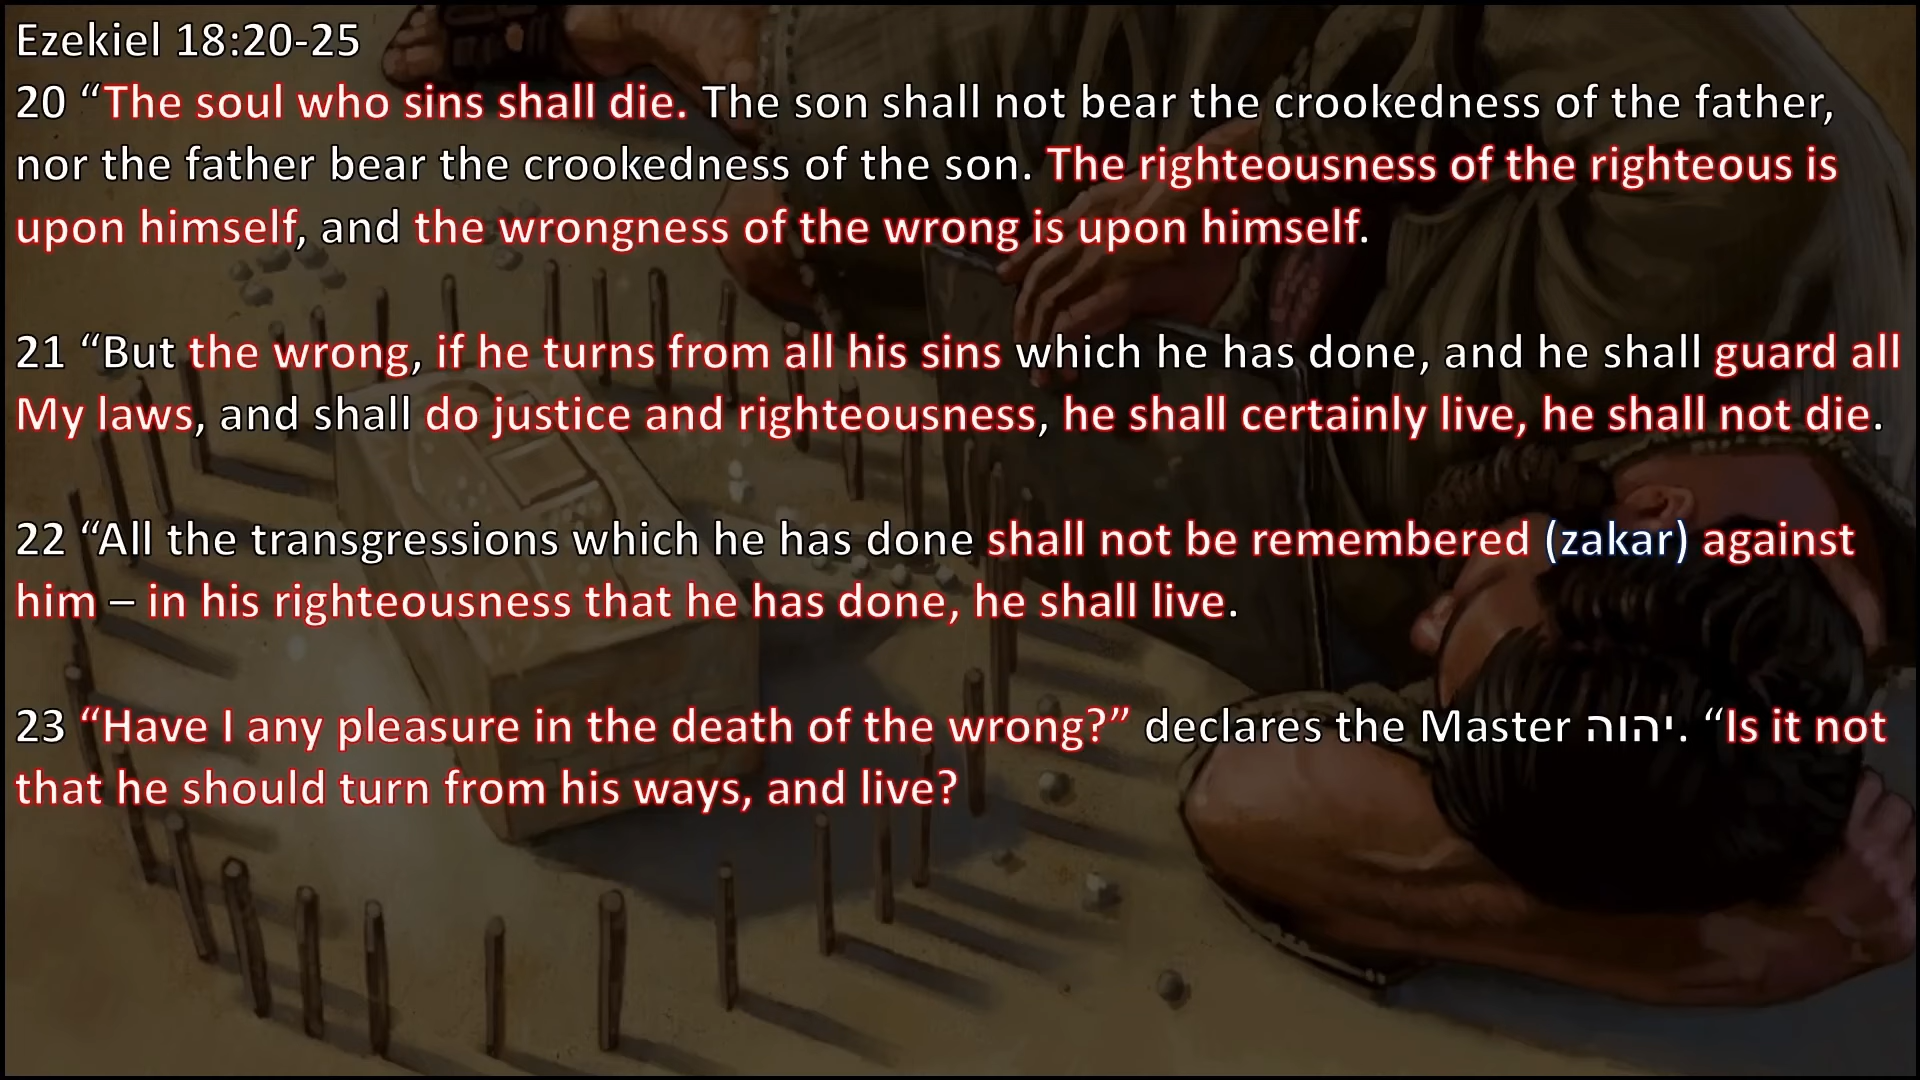 Ezekiel 18:20-25
20 “The soul who sins shall die. The son shall not bear the crookedness of the father,
nor the father bear the crookedness of the son. The righteousness of the righteous is
upon himself, and the wrongness of the wrong is upon himself.
21 “But the wrong, if he turns from all his sins which he has done, and he shall guard all
My laws, and shall do justice and righteousness, he shall certainly live, he shall not die.
22 “All the transgressions which he has done shall not be remembered (zakar) against
him – in his righteousness that he has done, he shall live.
23 “Have I any pleasure in the death of the wrong?” declares the Master יהוה. “Is it not
that he should turn from his ways, and live?